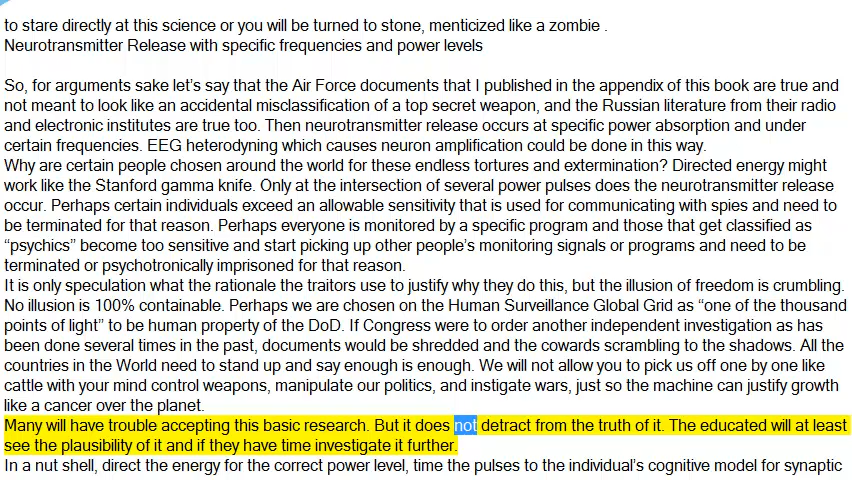 to stare directly at this science or you will be turned to stone, menticized like a zombie .
Neurotransmitter Release with specific frequencies and power levels
So, for arguments sake let’s say that the Air Force documents that I published in the appendix of this book are true and
not meant to look like an accidental misclassification of a top secret weapon, and the Russian literature from their radio
and electronic institutes are true too. Then neurotransmitter release occurs at specific power absorption and under
certain frequencies. EEG heterodyning which causes neuron amplification could be done in this way.
Why are certain people chosen around the world for these endless tortures and extermination? Directed energy might
work like the Stanford gamma knife. Only at the intersection of several power pulses does the neurotransmitter release
occur. Perhaps certain individuals exceed an allowable sensitivity that is used for communicating with spies and need to
be terminated for that reason. Perhaps everyone is monitored by a specific program and those that get classified as
“psychics” become too sensitive and start picking up other people’s monitoring signals or programs and need to be
terminated or psychotronically imprisoned for that reason.
It is only speculation what the rationale the traitors use to justify why they do this, but the illusion of freedom is crumbling.
No illusion is 100% containable. Perhaps we are chosen on the Human Surveillance Global Grid as “one of the thousand
points of light” to be human property of the DoD. If Congress were to order another independent investigation as has
been done several times in the past, documents would be shredded and the cowards scrambling to the shadows. All the
countries in the World need to stand up and say enough is enough. We will not allow you to pick us off one by one like
cattle with your mind control weapons, manipulate our politics, and instigate wars, just so the machine can justify growth
like a cancer over the planet.
Many will have trouble accepting this basic research. But it does not detract from the truth of it. The educated will at least
see the plausibility of it and if they have time investigate it further.
In a nut shell, direct the energy for the correct power level, time the pulses to the individual’s cognitive model for synaptic